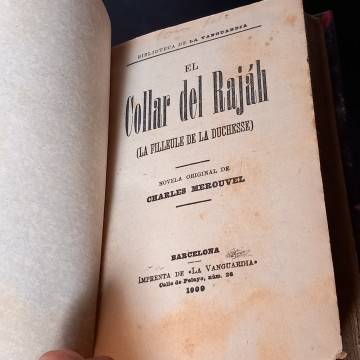 BIBLIOTECA DE LA VANGUARDIA
EL
Collar del Rajáh
(LA FILLEULE DE LA DUCHESSE)
NOVELA ORIGINAL DE
CHARLES MEROUVEL
BARCELONA
IMPRENTA DE «LA VANGUARDIA»
Calle de Pelayo, núm. 28
1909